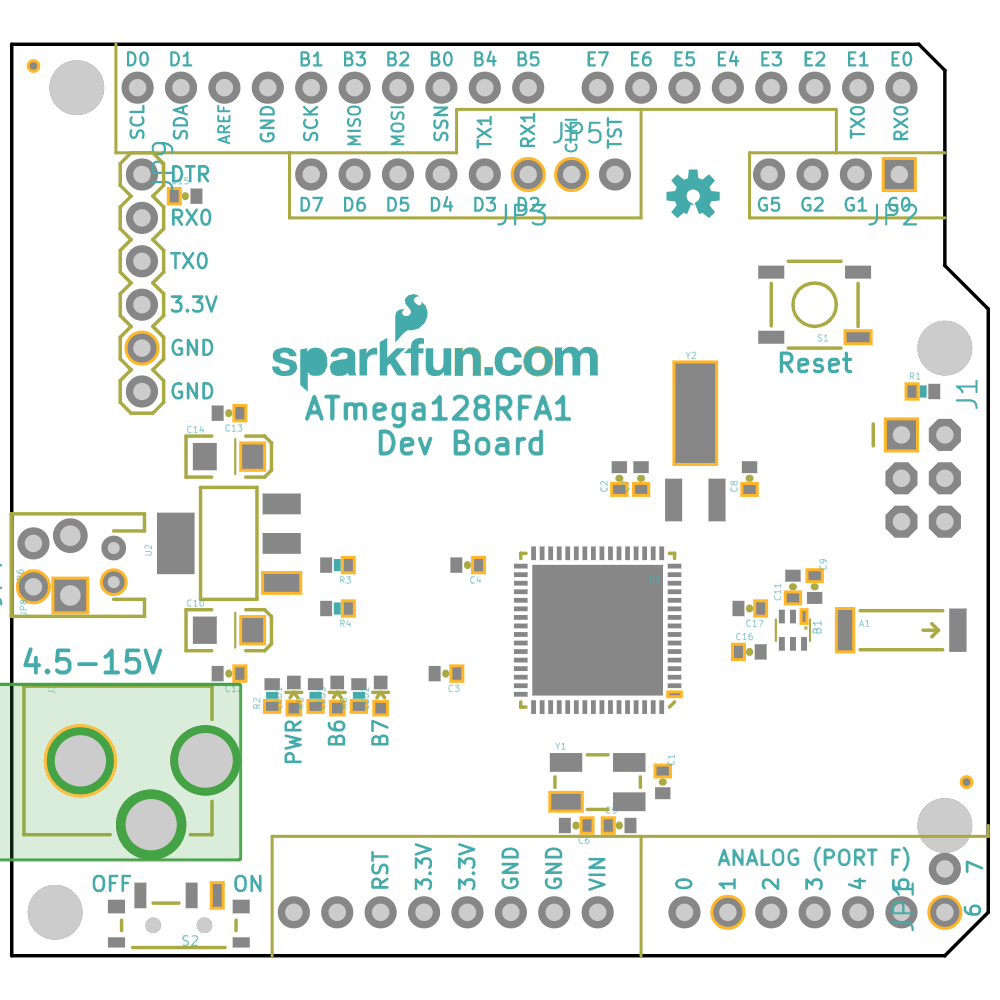 D0 D1 B1 B3 B2 B0 B4 B5 E7 E6 E5 E4 E3 E2 E1 E0
SCL SDA AREF GND SCK MISO MOSI SSN TX1 RX1 TST TX0 RX0
JP5
JP9
DTR
D7 D6 D5 D4 D3 D2 G5 G2 G1 G0
RX0
JP3 JP2
TX0
3.3V
GND
GND
S1
sparkfun.com
Reset
Y2
R1
J1
ATmega128RFA1
Dev Board
C14 C13
C2 C8
U2
R3
C4
C9
C11
C10
R4
C17
B1
A1
C16
4.5-15V
C3
R2
PWR B6 B7
Y1
C1
C6
ANALOG (PORT F)
RST 3.3V 3.3V GND GND VIN
0 1 2 3 4 5 6 7
JP1
OFF ON
S2